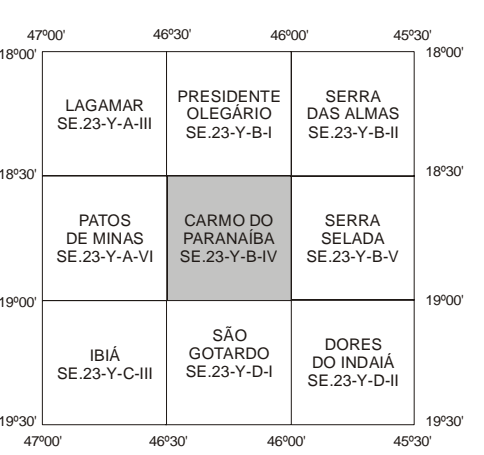 47º00' 46º30' 46º00' 45º30'
18º00' 18º00'
LAGAMAR
SE.23-Y-A-III
PRESIDENTE
OLEGÁRIO
SE.23-Y-B-I
SERRA
DAS ALMAS
SE.23-Y-B-II
18º30' 18º30'
PATOS
DE MINAS
SE.23-Y-A-VI
CARMO DO
PARANAÍBA
SE.23-Y-B-IV
SERRA
SELADA
SE.23-Y-B-V
19º00' 19º00'
IBIÁ
SE.23-Y-C-III
SÃO
GOTARDO
SE.23-Y-D-I
DORES
DO INDAIÁ
SE.23-Y-D-II
19º30' 19º30'
47º00' 46º30' 46º00' 45º30'